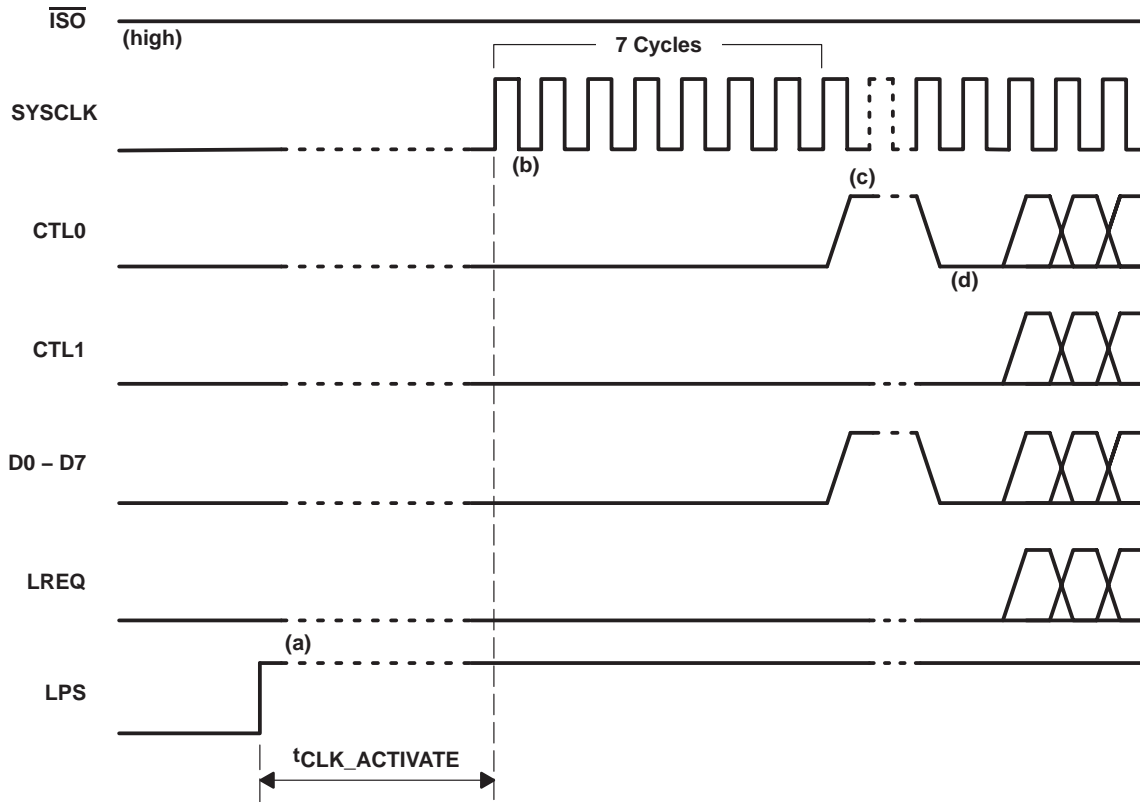 ISO
(high)
7 Cycles
SYSCLK
(b)
(c)
CTL0
(d)
CTL1
D0 – D7
LREQ
(a)
LPS
tCLK_ACTIVATE